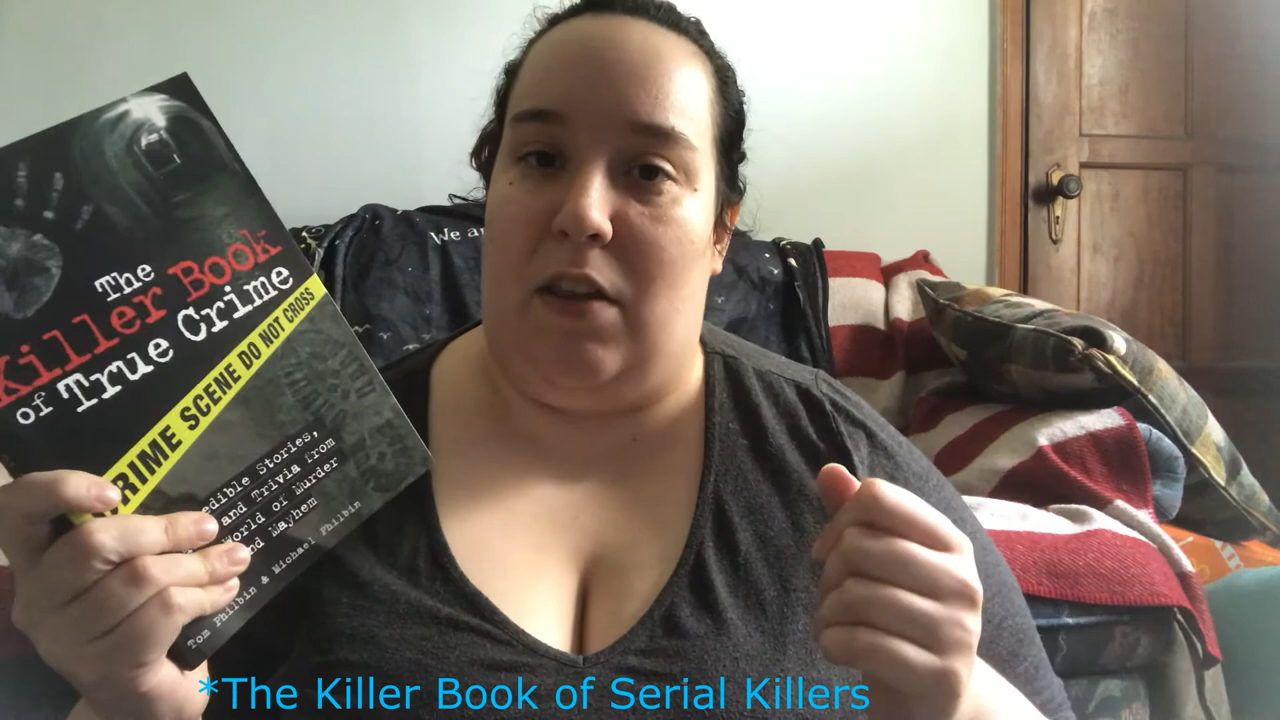 The
Killer Book
of True Crime
CRIME SCENE DO NOT CROSS
Stories,
and Trivia from
World of Murder
Mayhem
Tom Philbin & Michael Philbin
We
*The Killer Book of Serial Killers